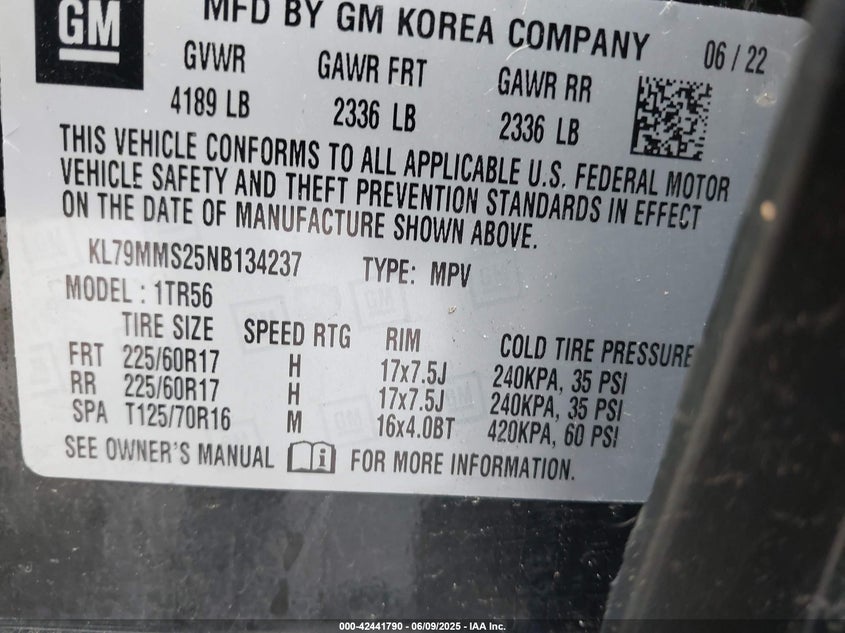 GM
MFD BY GM KOREA COMPANY
06 / 22
GVWR GAWR FRT GAWR RR
4189 LB 2336 LB 2336 LB
THIS VEHICLE CONFORMS TO ALL APPLICABLE U.S. FEDERAL MOTOR
VEHICLE SAFETY AND THEFT PREVENTION STANDARDS IN EFFECT
ON THE DATE OF MANUFACTURE SHOWN ABOVE.
KL79MMS25NB134237 TYPE: MPV
MODEL : 1TR56
TIRE SIZE SPEED RTG RIM COLD TIRE PRESSURE
FRT 225/60R17 H 17x7.5J 240KPA, 35 PSI
RR 225/60R17 H 17x7.5J 240KPA, 35 PSI
SPA T125/70R16 M 16x4.0BT 420KPA, 60 PSI
SEE OWNER'S MANUAL i FOR MORE INFORMATION.
000-42441790 - 06/09/2025 - IAA Inc.